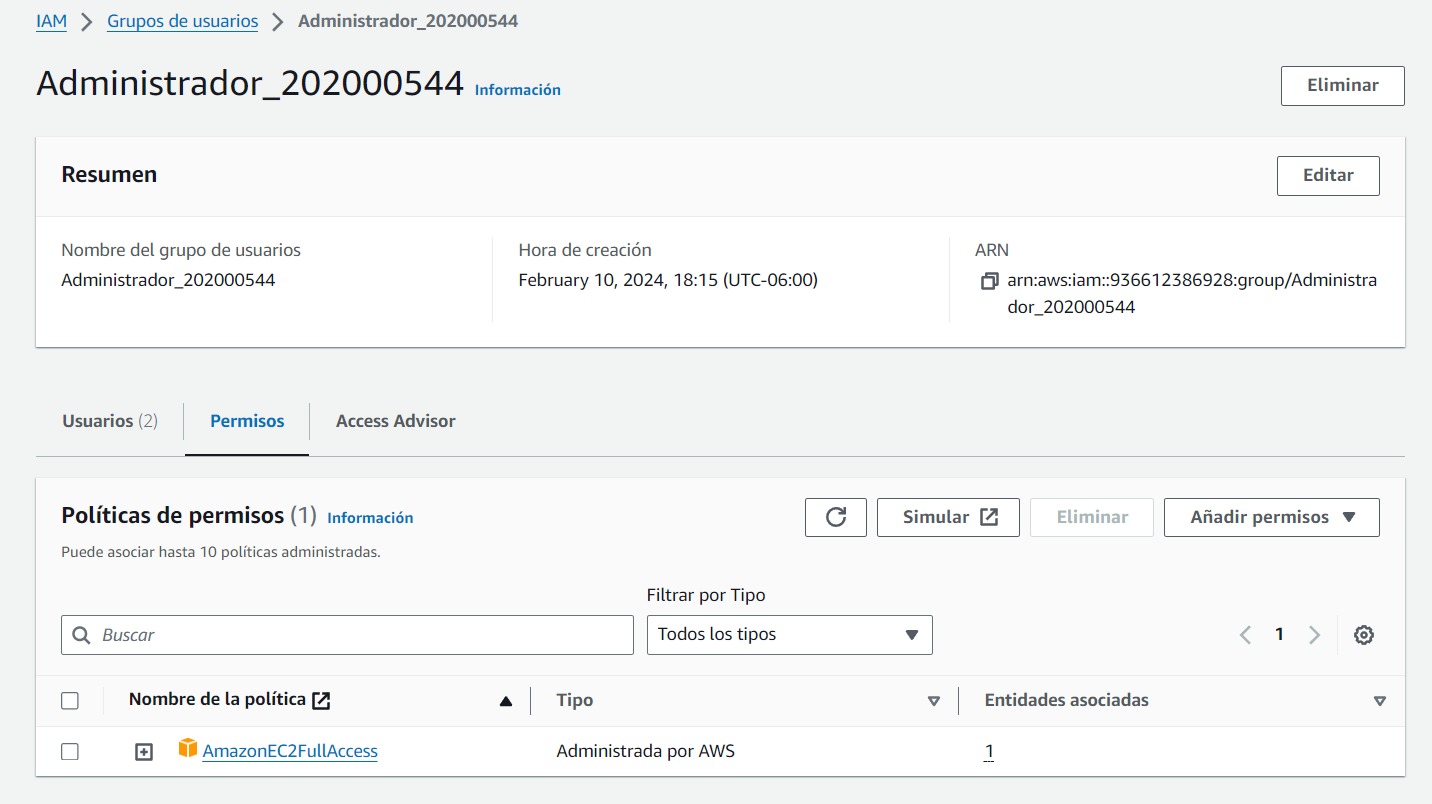 IAM > Grupos de usuarios > Administrador_202000544
Administrador_202000544 Información
Eliminar
Resumen
Editar
Nombre del grupo de usuarios
Administrador_202000544
Hora de creación
February 10, 2024, 18:15 (UTC-06:00)
ARN
arn:aws:iam::936612386928:group/Administra
dor_202000544
Usuarios (2) Permisos Access Advisor
Políticas de permisos (1) Información
Puede asociar hasta 10 políticas administradas.
Simular Eliminar Añadir permisos
Filtrar por Tipo
Buscar Todos los tipos 1
Nombre de la política Tipo Entidades asociadas
AmazonEC2FullAccess Administrada por AWS 1